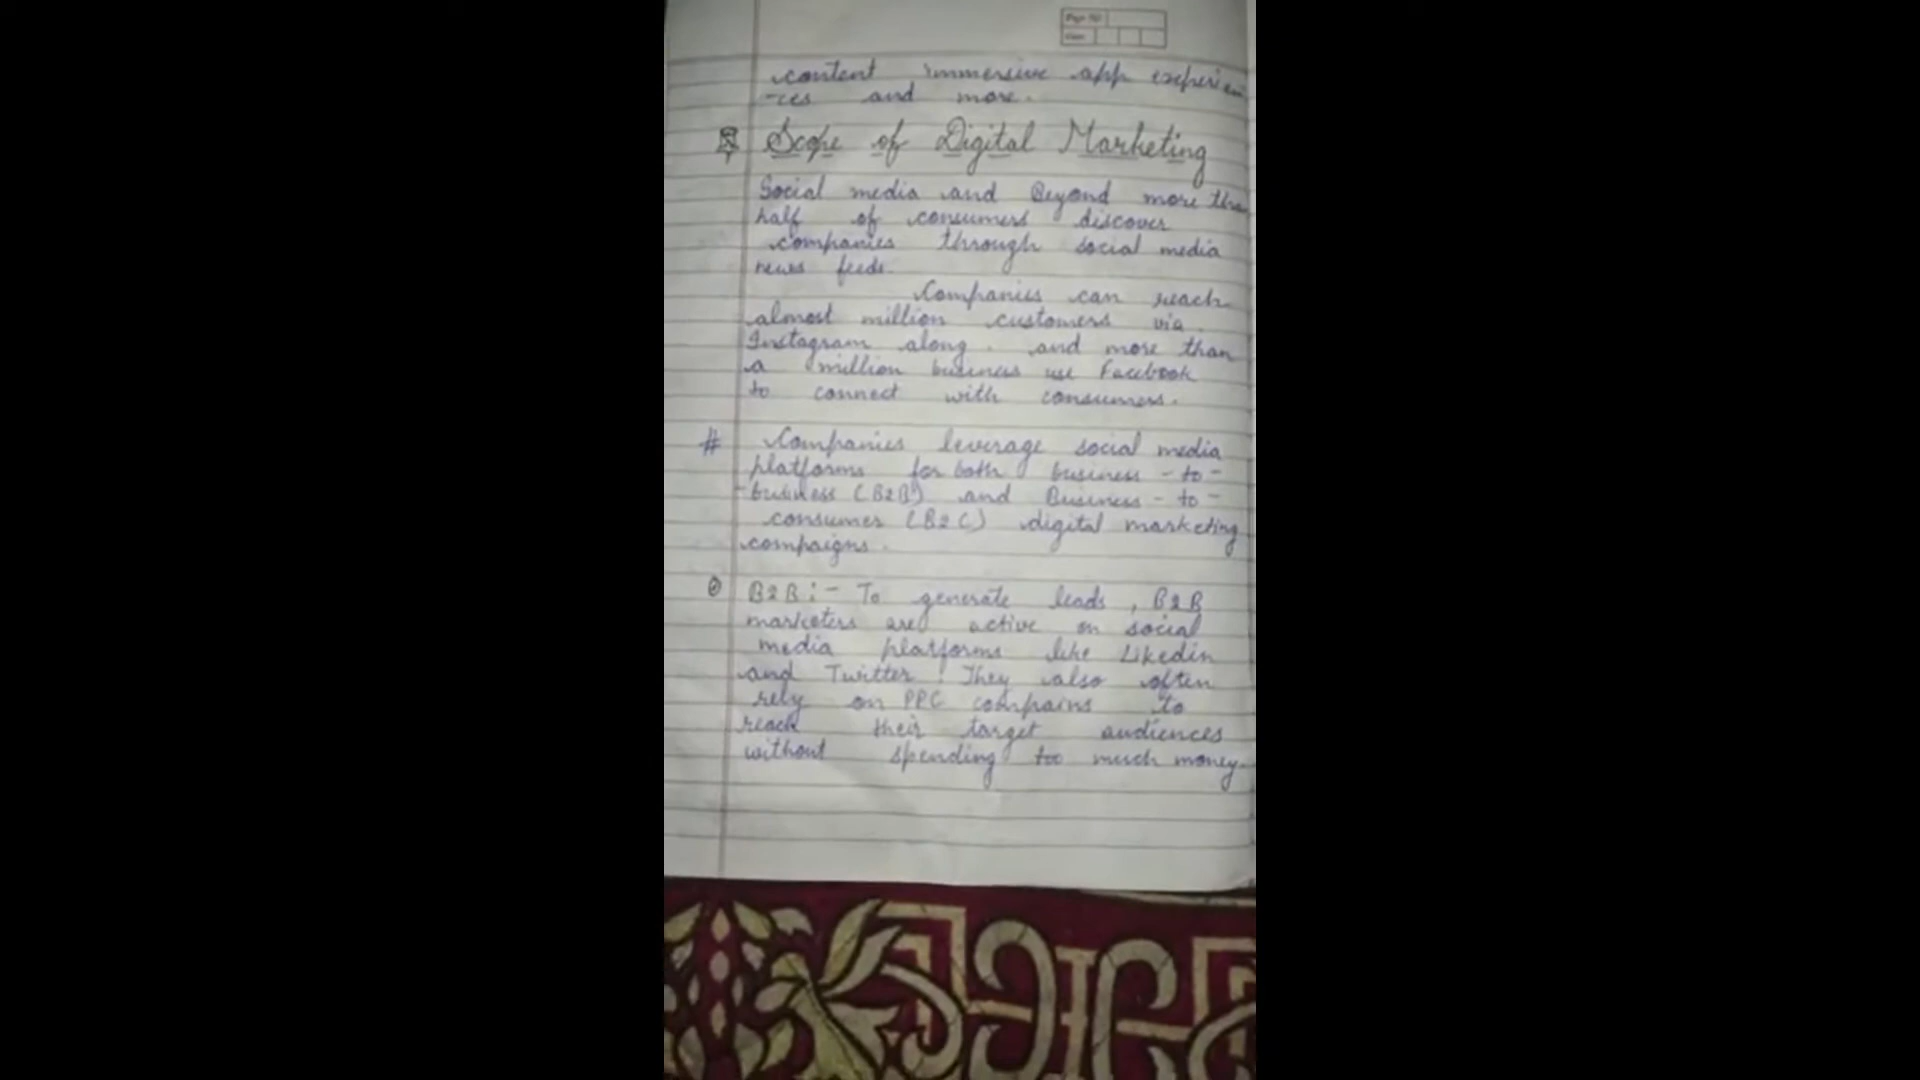 Page No.
Date
content immersive app experien
-ces and more.
Scope of Digital Marketing
Social media and Beyond more than
half of consumers discover
companies through social media
news feeds.
Companies can reach
almost million customers via
Instagram along. and more than
a million business use Facebook
to connect with consumers.
# Companies leverage social media
platforms for both business - to -
- business (B2B) and Business - to -
consumer (B2C) digital marketing
compaigns.
B2B:- To generate leads, B2B
marketers are active on social
media platforms like Likedin
and Twitter! They also often
rely on PPC compains to
reach their target audiences
without spending too much money.